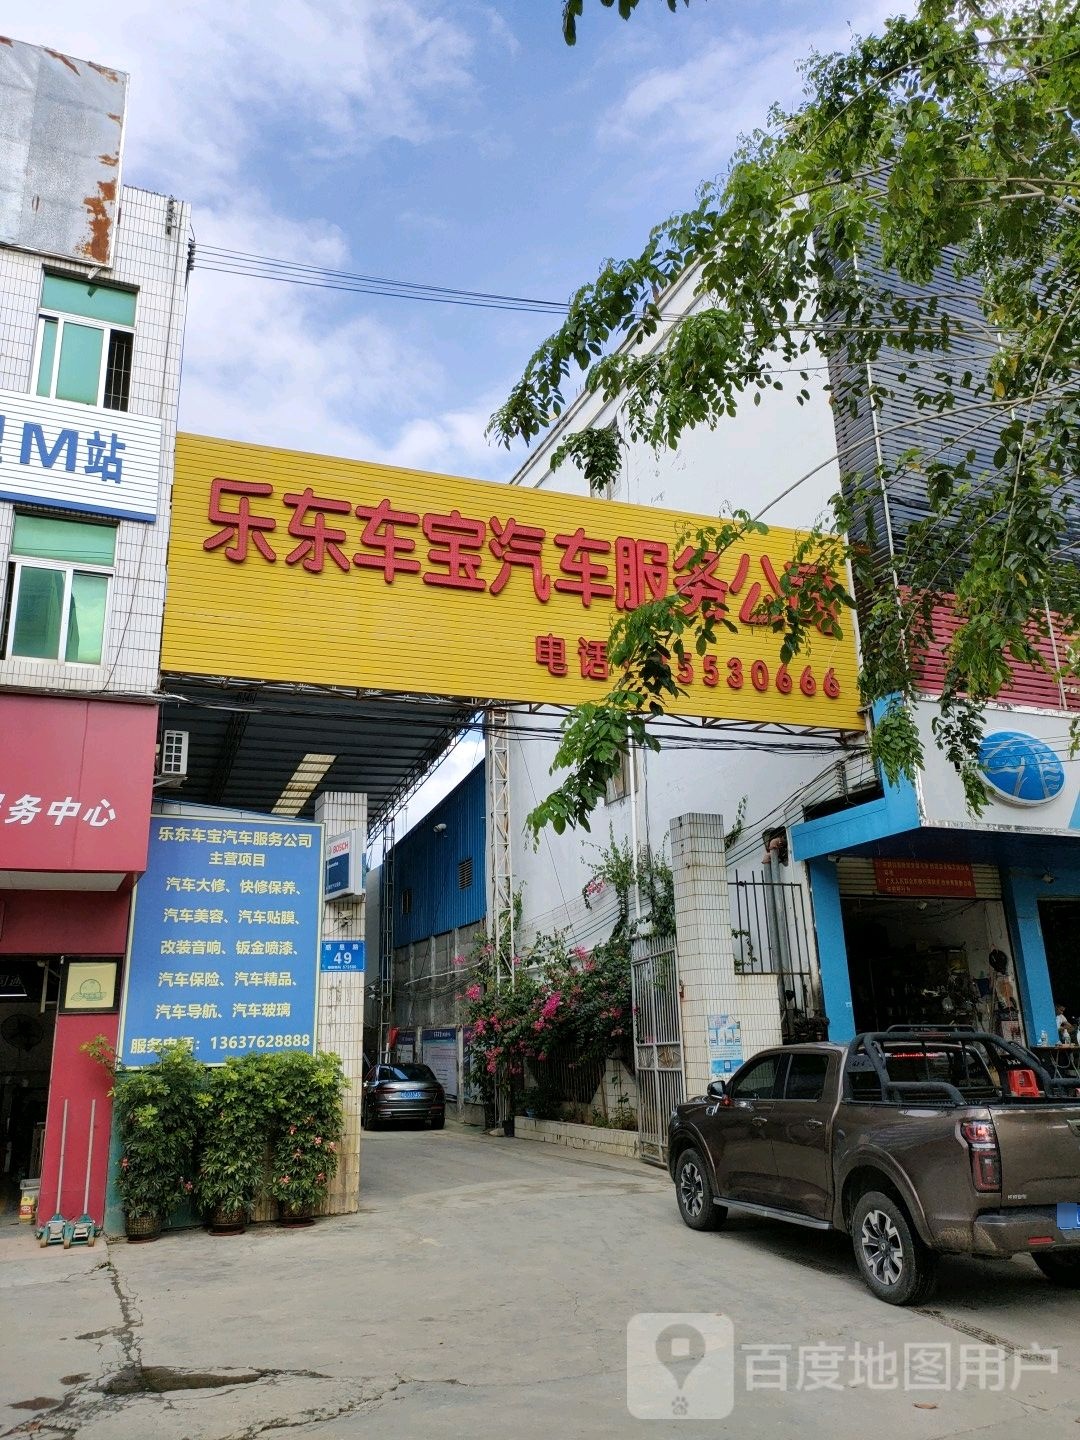 M站
乐东车宝汽车服务公司
电话
5530666
务中心
乐东车宝汽车服务公司
主营项目
汽车大修、快修保养、
汽车美容、汽车贴膜、
改装音响、钣金喷漆、
汽车保险、汽车精品、
汽车导航、汽车玻璃
服务电话：13637628888
BOSCH
感恩路
49
百度地图用户